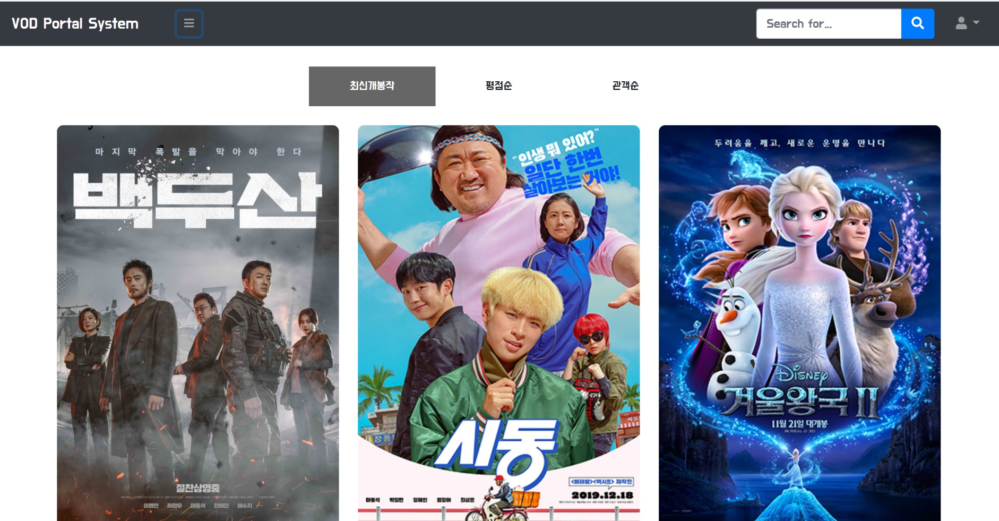 VOD Portal System
Search for...
최신개봉작
평점순
관객순
마지막 폭발을 막아야 한다
백두산
절찬상영중
이병헌 하정우 마동석 전혜진 배수지
"인생 뭐 있어?"
일단 한번
살아보는 거야!
장풍
시동
<베테랑><엑시트> 제작진
2019.12.18
마동석 박정민 정해인 염정아 최성은
두려움을 깨고, 새로운 운명을 만나다
Disney
겨울왕국 II
11월 21일 대개봉
IN REAL D 3D